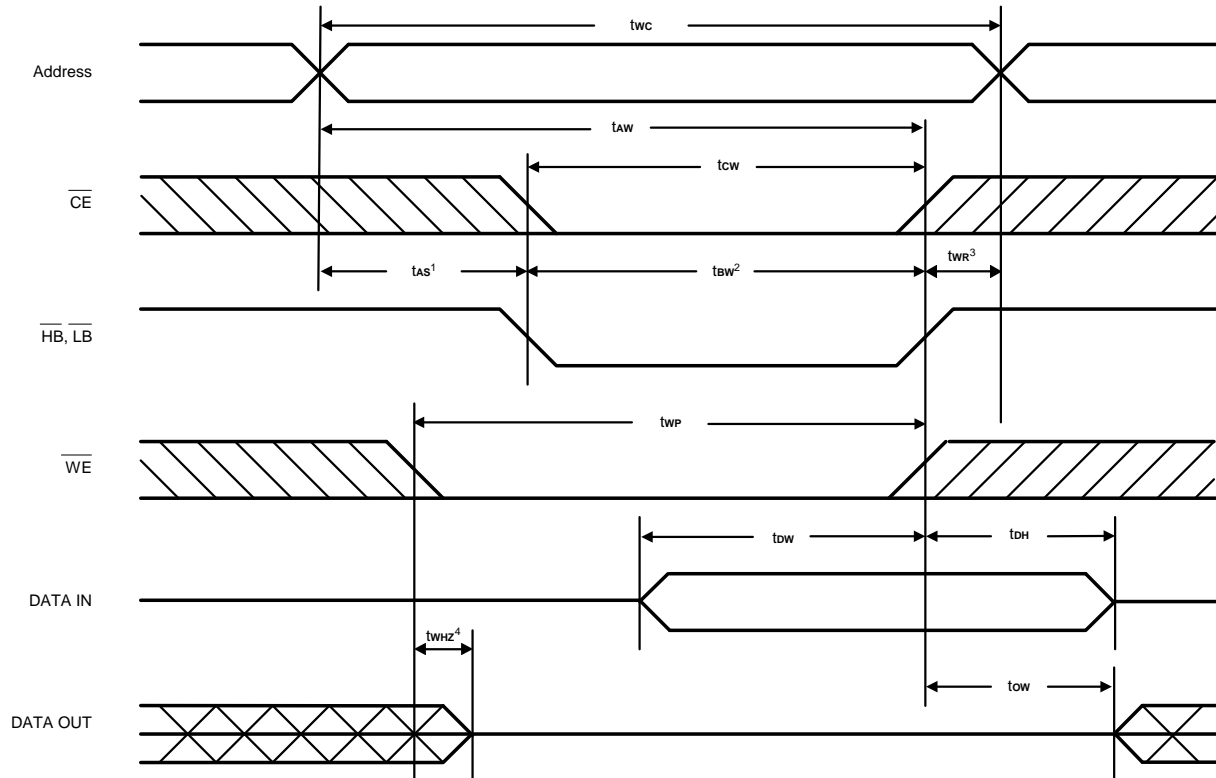 tWC
Address
tAW
tCW
CE
tAS1 tBW2 tWR3
HB, LB
tWP
WE
tDW tDH
DATA IN
tWHZ4
tOW
DATA OUT